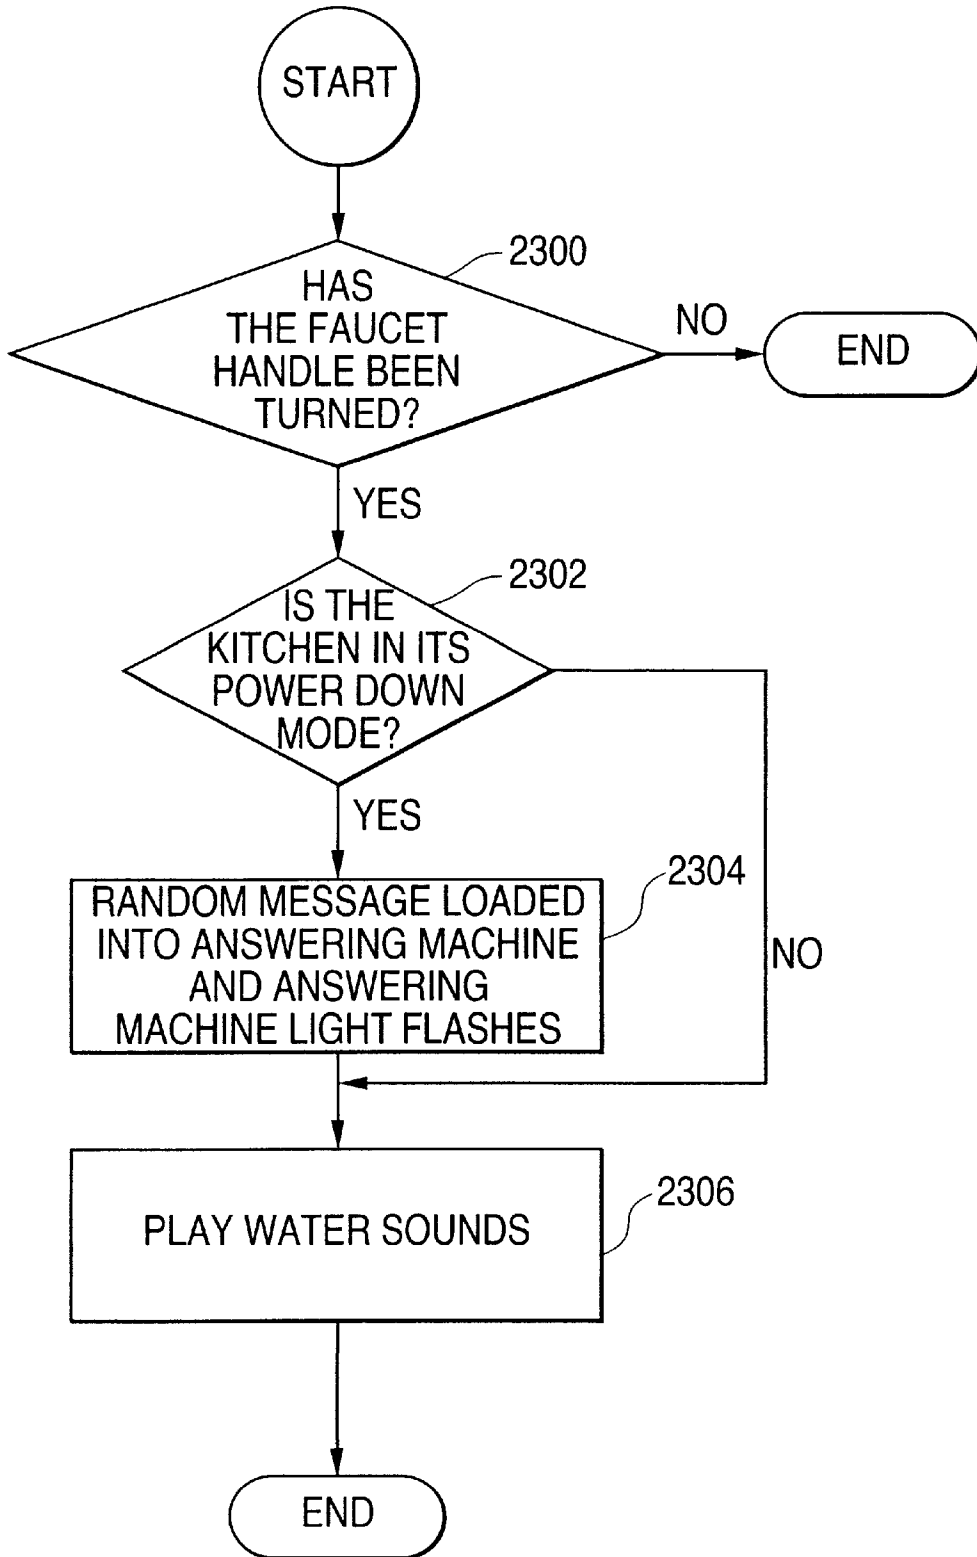 START
2300
HAS
THE FAUCET
HANDLE BEEN
TURNED?
NO
END
YES
2302
IS THE
KITCHEN IN ITS
POWER DOWN
MODE?
YES
2304
RANDOM MESSAGE LOADED
INTO ANSWERING MACHINE
AND ANSWERING
MACHINE LIGHT FLASHES
NO
2306
PLAY WATER SOUNDS
END